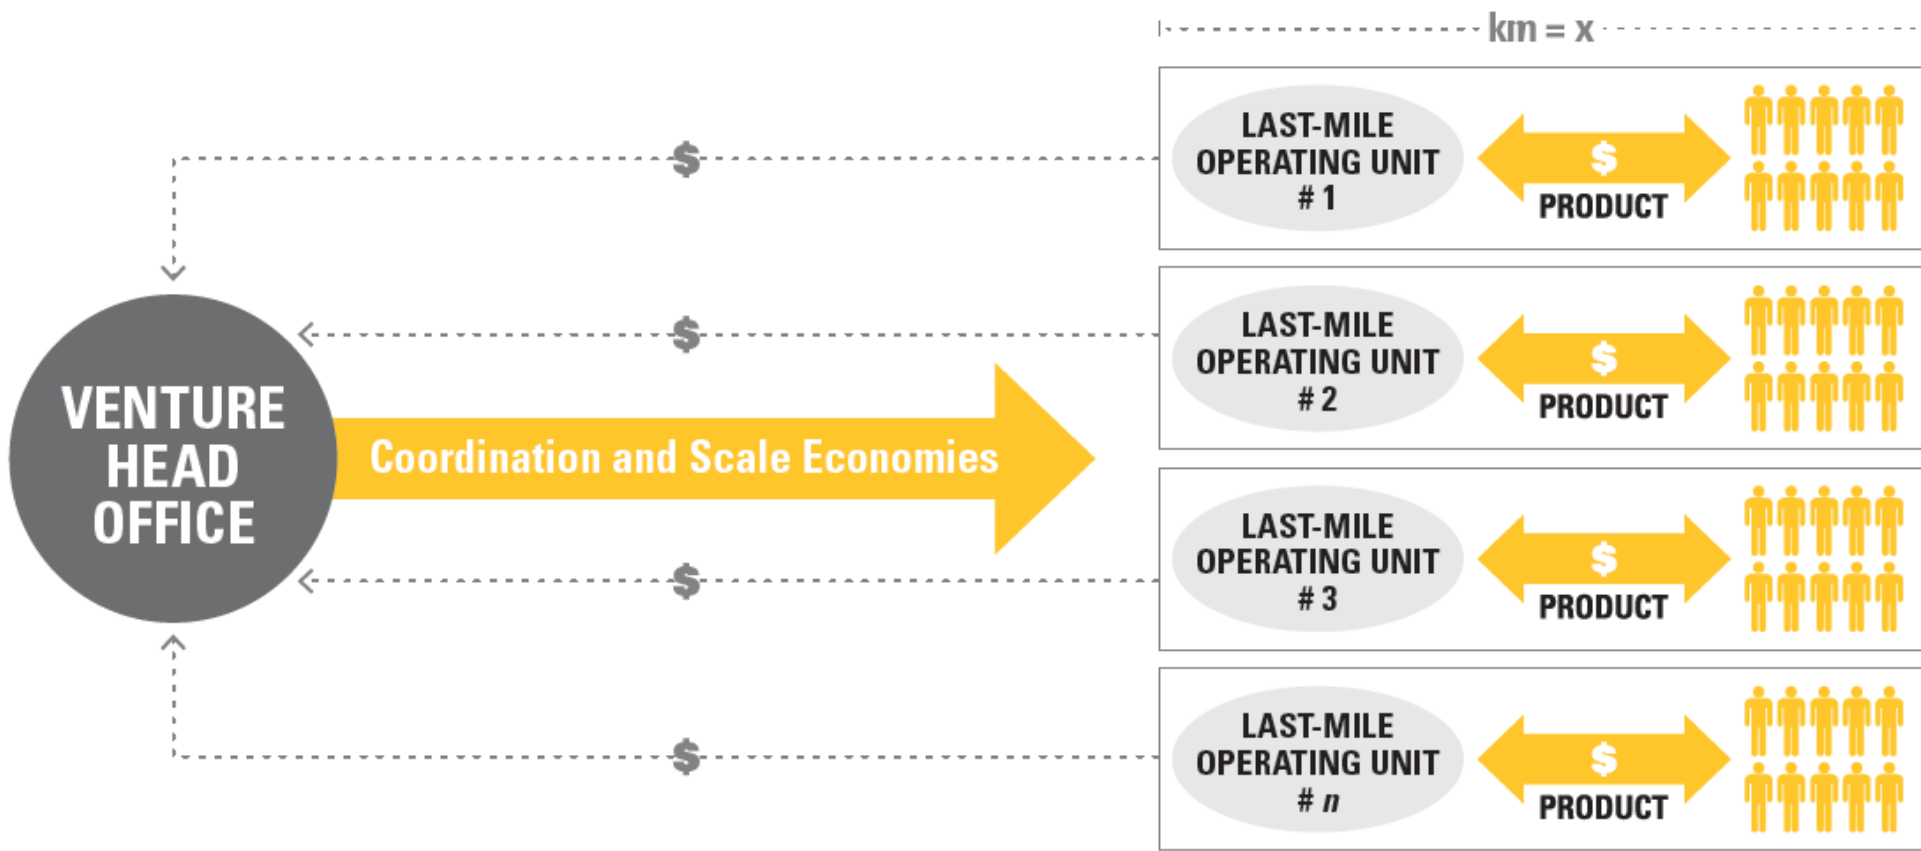 km = x
$
LAST-MILE
OPERATING UNIT
# 1
$
PRODUCT
$
LAST-MILE
OPERATING UNIT
# 2
$
PRODUCT
VENTURE
HEAD
OFFICE
Coordination and Scale Economies
$
LAST-MILE
OPERATING UNIT
# 3
$
PRODUCT
$
LAST-MILE
OPERATING UNIT
# n
$
PRODUCT